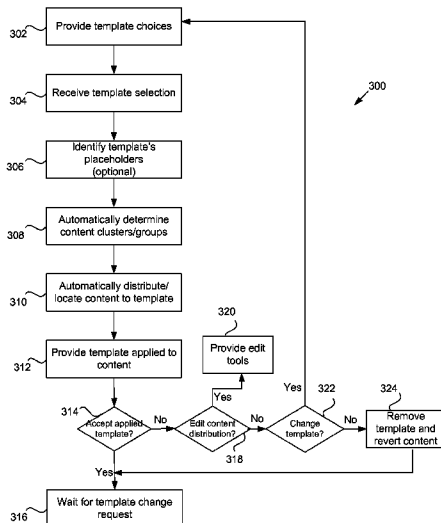 302
Provide template choices
300
304
Receive template selection
306
Identify template's
placeholders
(optional)
308
Automatically determine
content clusters/groups
310
Automatically distribute/
locate content to template
312
Provide template applied to
content
320
Provide edit
tools
314
Accept applied
template?
No
Yes
Edit content
distribution?
318
No
Yes
322
Change
template?
No
324
Remove
template and
revert content
Yes
316
Wait for template change
request